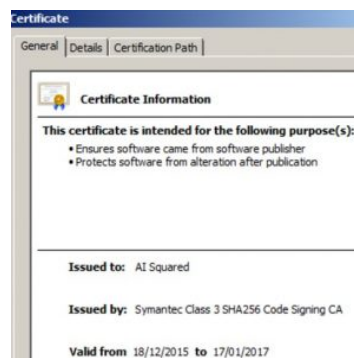 Certificate
General Details Certification Path
Certificate Information
This certificate is intended for the following purpose(s):
• Ensures software came from software publisher
• Protects software from alteration after publication
Issued to: AI Squared
Issued by: Symantec Class 3 SHA256 Code Signing CA
Valid from 18/12/2015 to 17/01/2017